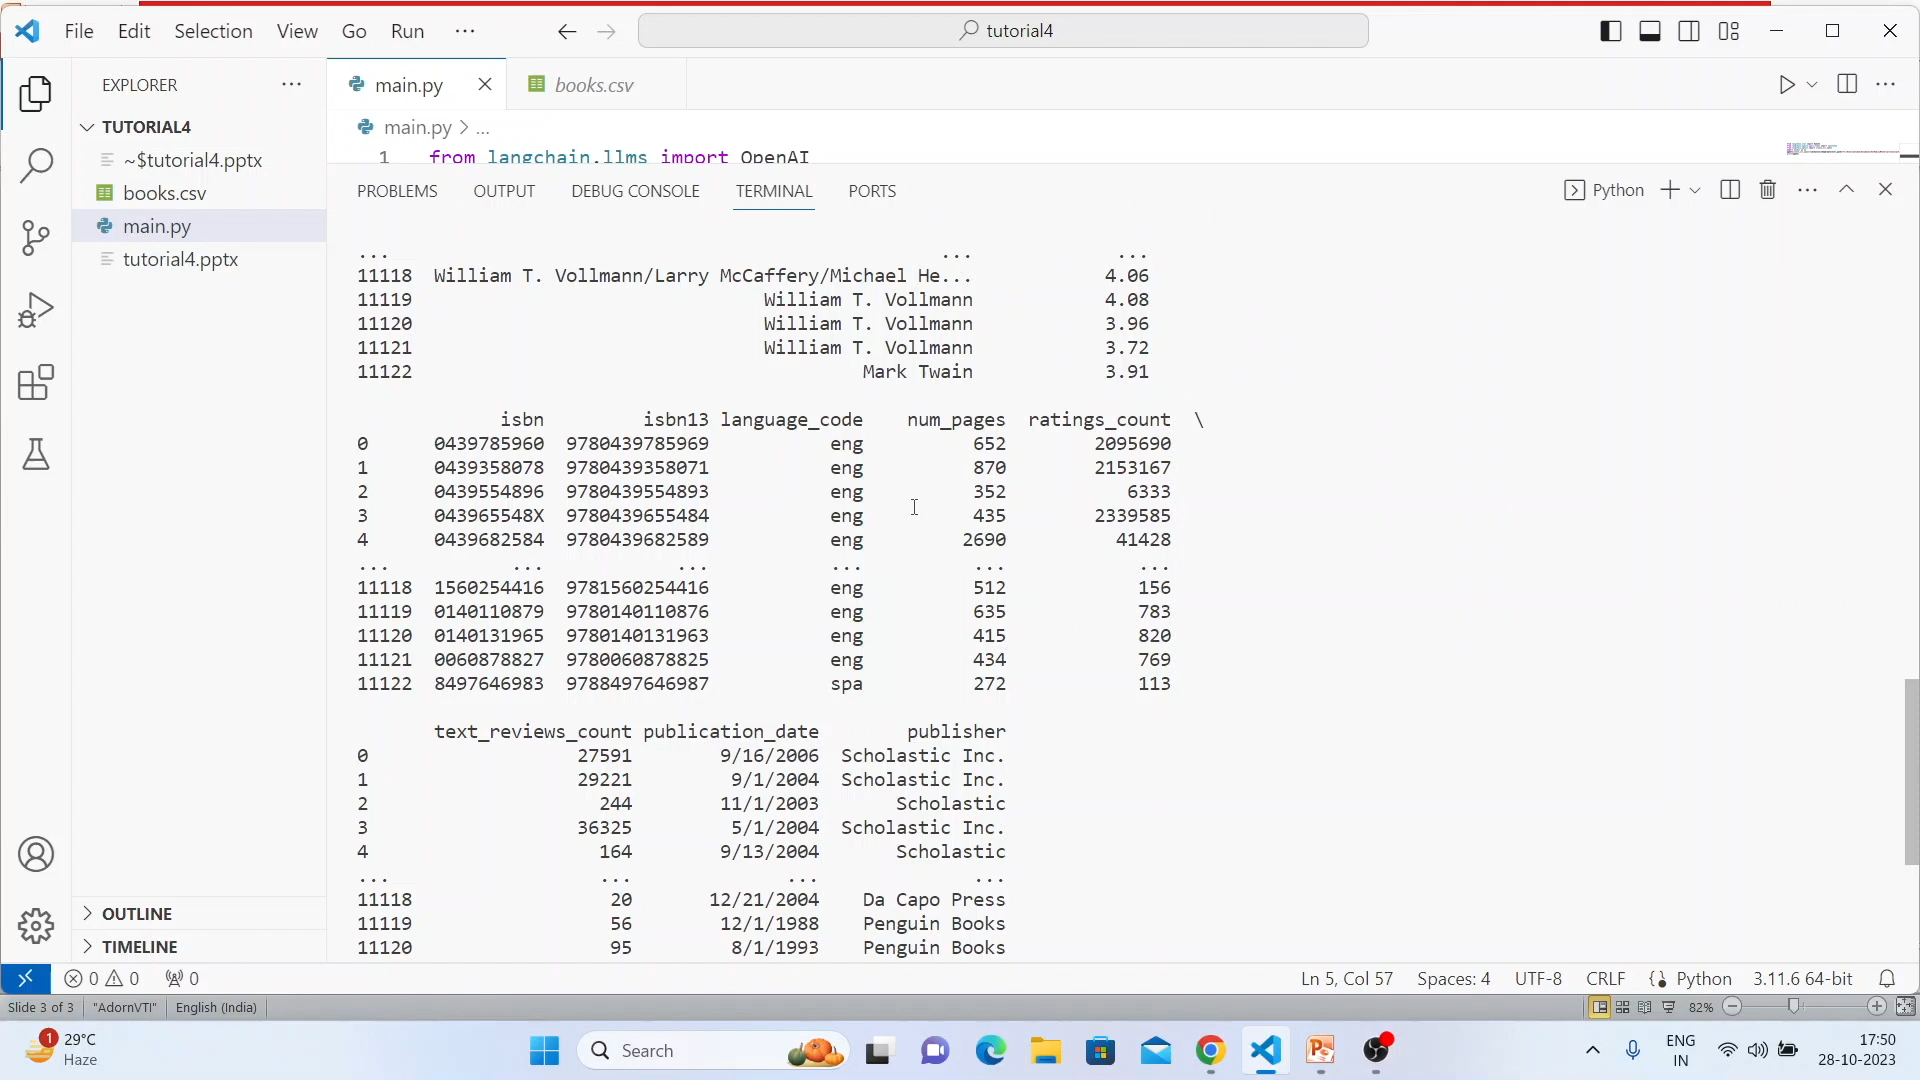 File Edit Selection View Go Run ...
tutorial4
EXPLORER
TUTORIAL4
~$tutorial4.pptx
books.csv
main.py
tutorial4.pptx
OUTLINE
TIMELINE
main.py
books.csv
main.py > ...
1 from langchain.llms import OpenAI
PROBLEMS OUTPUT DEBUG CONSOLE TERMINAL PORTS
Python
... ... ...
11118 William T. Vollmann/Larry McCaffery/Michael He... 4.06
11119 William T. Vollmann 4.08
11120 William T. Vollmann 3.96
11121 William T. Vollmann 3.72
11122 Mark Twain 3.91
isbn isbn13 language_code num_pages ratings_count \
0 0439785960 9780439785969 eng 652 2095690
1 0439358078 9780439358071 eng 870 2153167
2 0439554896 9780439554893 eng 352 6333
3 043965548X 9780439655484 eng 435 2339585
4 0439682584 9780439682589 eng 2690 41428
... ... ... ... ... ...
11118 1560254416 9781560254416 eng 512 156
11119 0140110879 9780140110876 eng 635 783
11120 0140131965 9780140131963 eng 415 820
11121 0060878827 9780060878825 eng 434 769
11122 8497646983 9788497646987 spa 272 113
text_reviews_count publication_date publisher
0 27591 9/16/2006 Scholastic Inc.
1 29221 9/1/2004 Scholastic Inc.
2 244 11/1/2003 Scholastic
3 36325 5/1/2004 Scholastic Inc.
4 164 9/13/2004 Scholastic
... ... ... ...
11118 20 12/21/2004 Da Capo Press
11119 56 12/1/1988 Penguin Books
11120 95 8/1/1993 Penguin Books
0 0 0
Ln 5, Col 57 Spaces: 4 UTF-8 CRLF Python 3.11.6 64-bit
Slide 3 of 3 "AdornVTI" English (India)
82%
1
29°C
Haze
Search
ENG
IN
17:50
28-10-2023